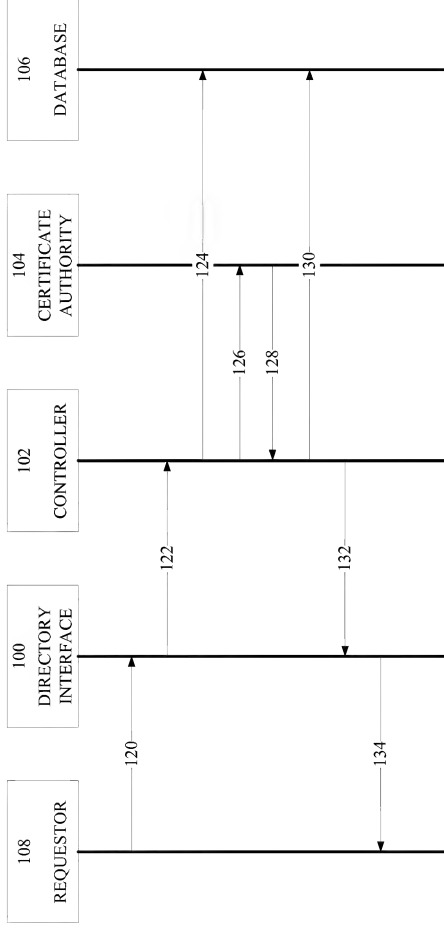 108
REQUESTOR
100
DIRECTORY
INTERFACE
102
CONTROLLER
104
CERTIFICATE
AUTHORITY
106
DATABASE
120
122
124
126
128
130
132
134